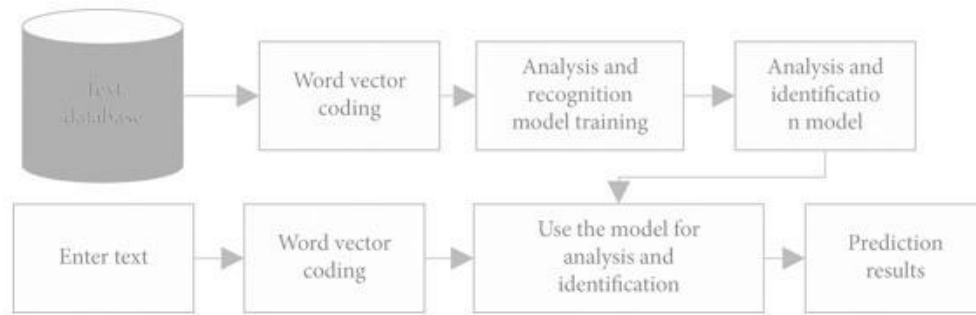 Text
database
Word vector
coding
Analysis and
recognition
model training
Analysis and
identificatio
n model
Enter text
Word vector
coding
Use the model for
analysis and
identification
Prediction
results